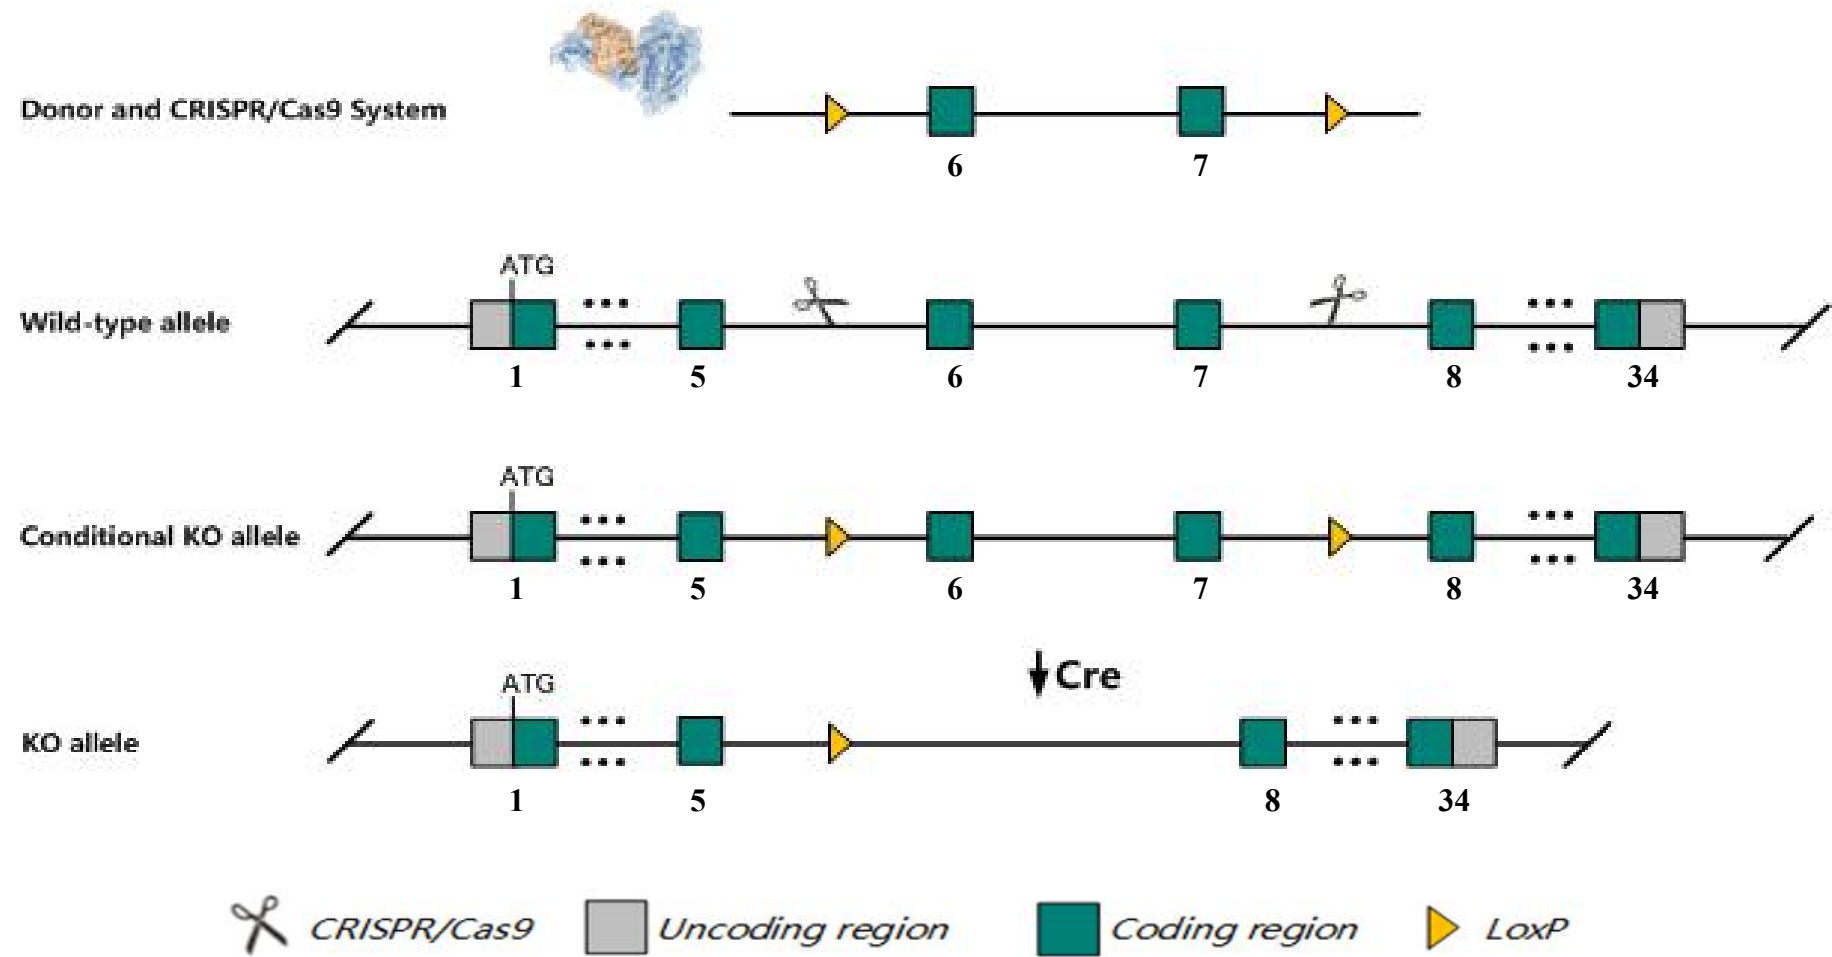 Donor and CRISPR/Cas9 System
6 7
ATG
••• •••
Wild-type allele
••• •••
1 5 6 7 8 34
ATG
••• •••
Conditional KO allele
••• •••
1 5 6 7 8 34
Cre
ATG
••• •••
KO allele
••• •••
1 5 8 34
CRISPR/Cas9 Uncoding region Coding region LoxP